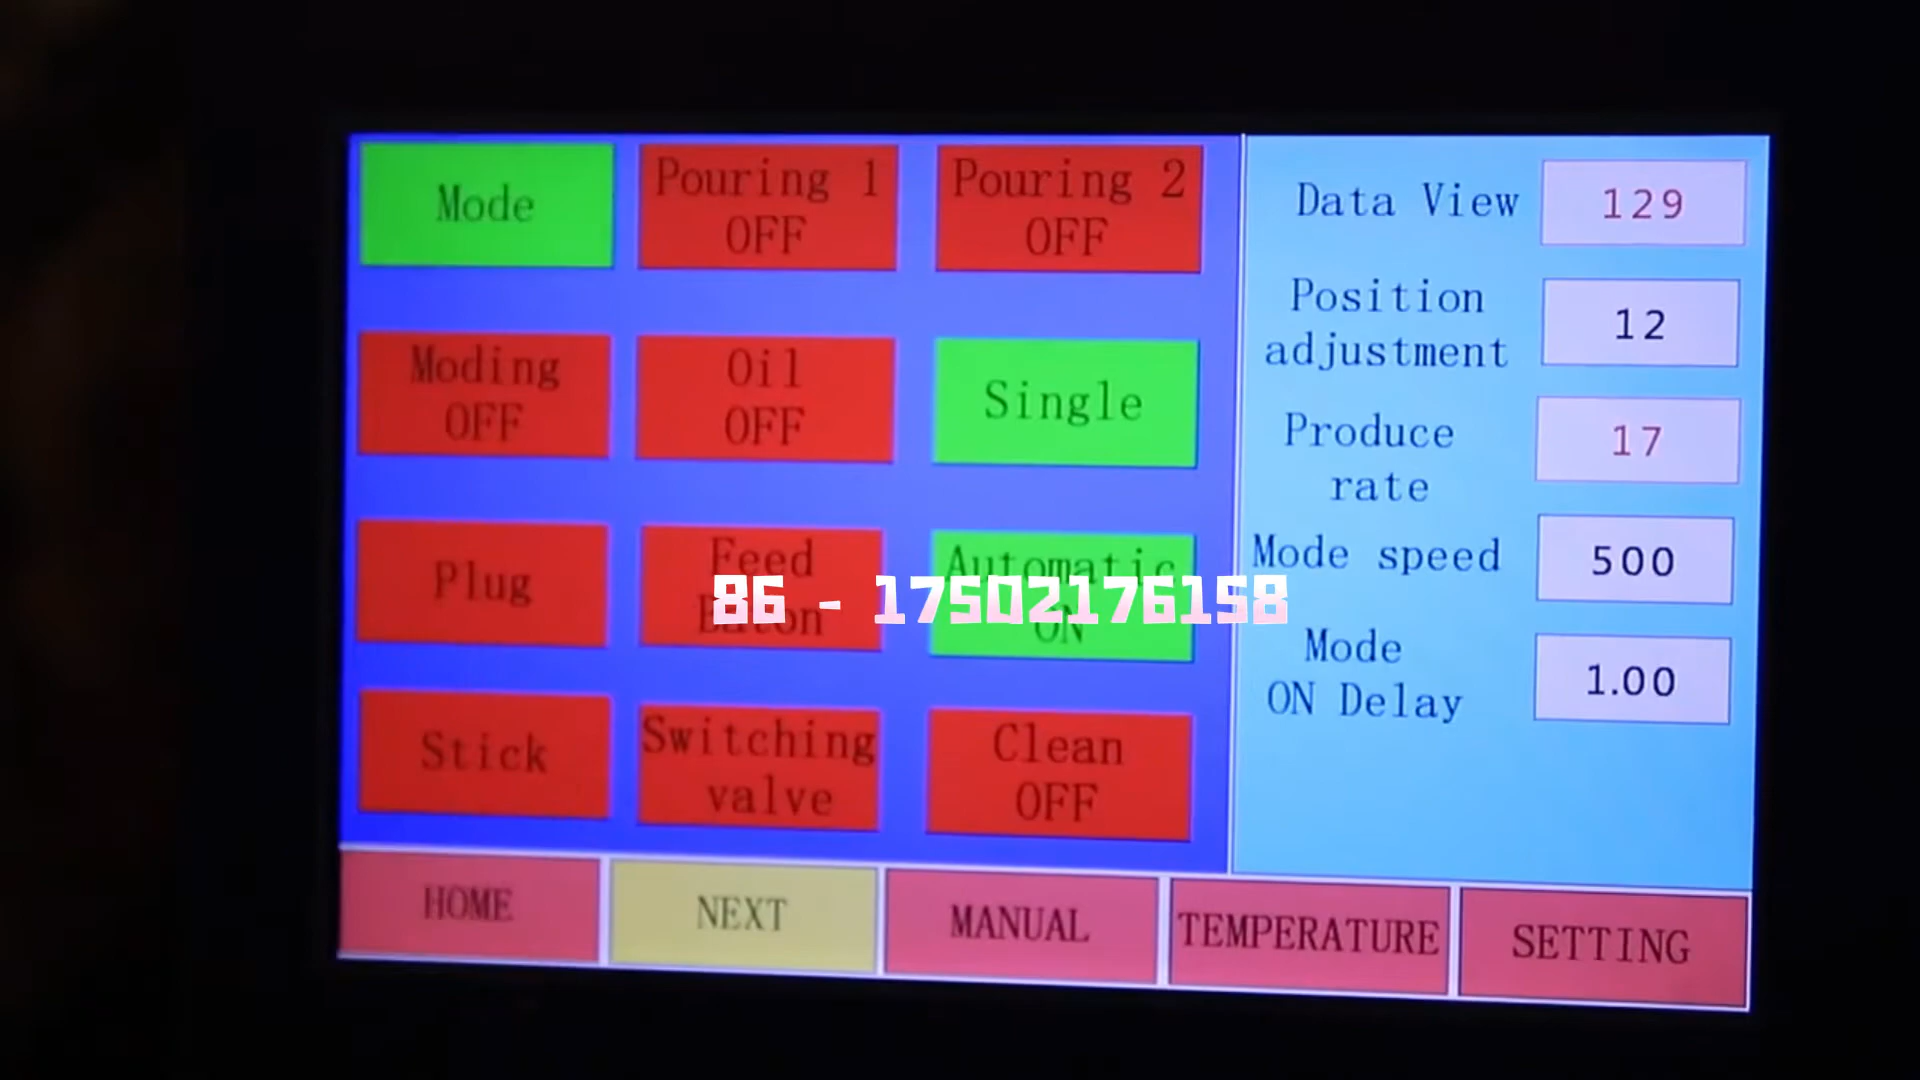 Mode
Pouring 1
OFF
Pouring 2
OFF
Moding
OFF
Oil
OFF
Single
Plug
Feed
Automatic
ON
86 - 17502176158
Stick
Switching
valve
Clean
OFF
Data View
129
Position
adjustment
12
Produce
rate
17
Mode speed
500
Mode
ON Delay
1.00
HOME
NEXT
MANUAL
TEMPERATURE
SETTING